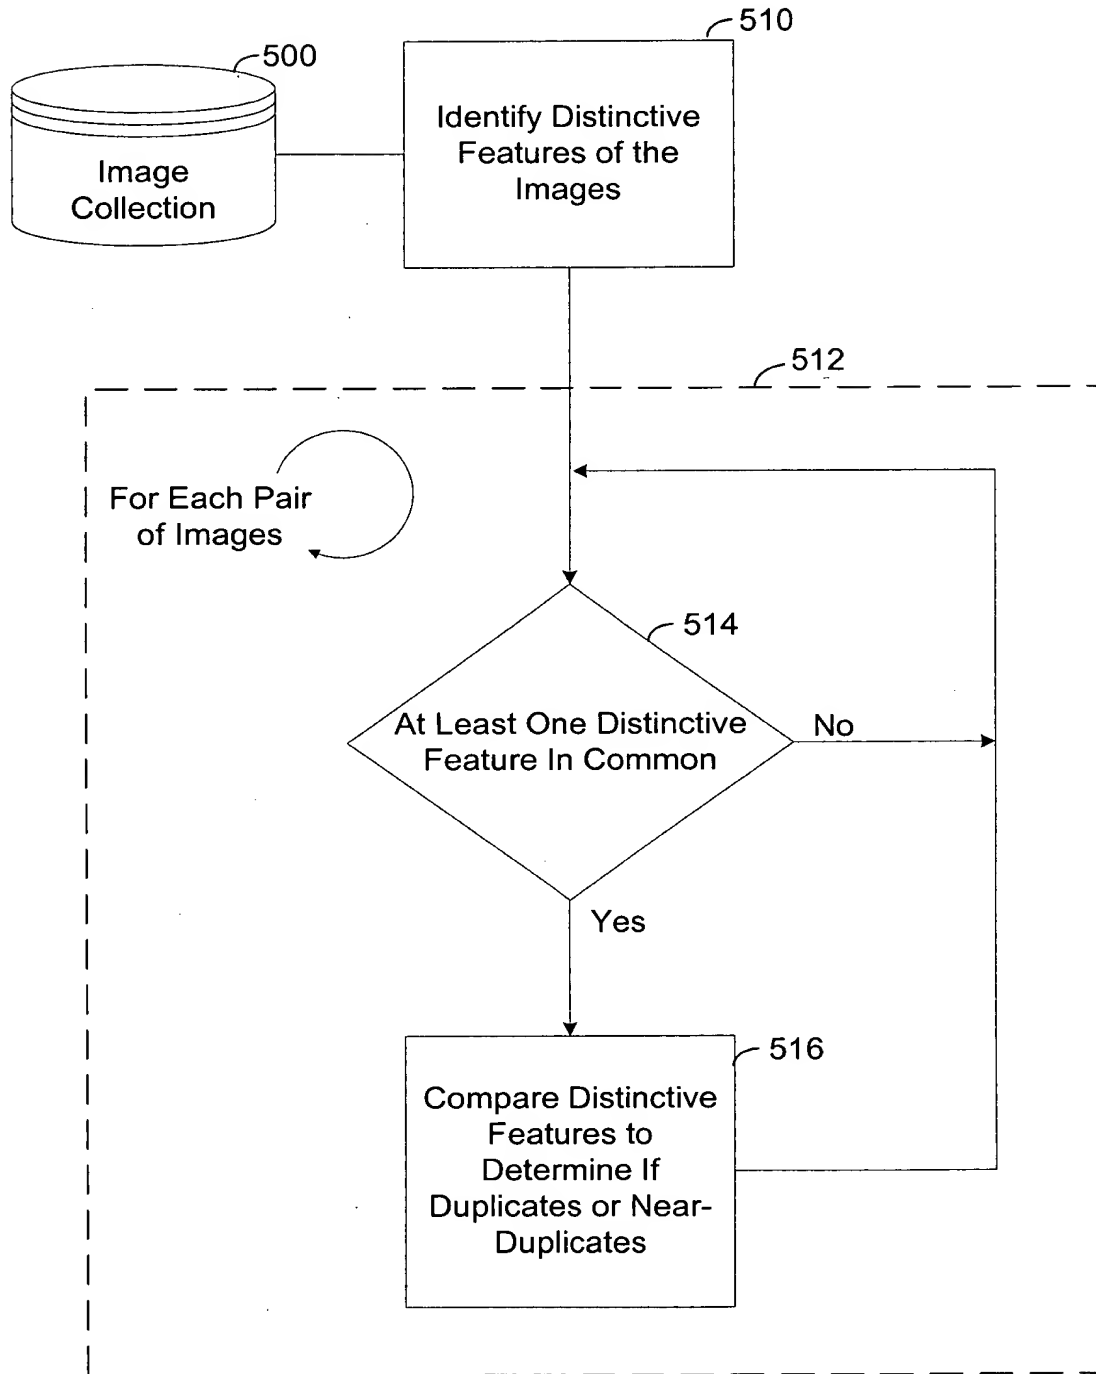 500
Image
Collection
510
Identify Distinctive
Features of the
Images
512
For Each Pair
of Images
514
At Least One Distinctive
Feature In Common
No
Yes
516
Compare Distinctive
Features to
Determine If
Duplicates or Near-
Duplicates